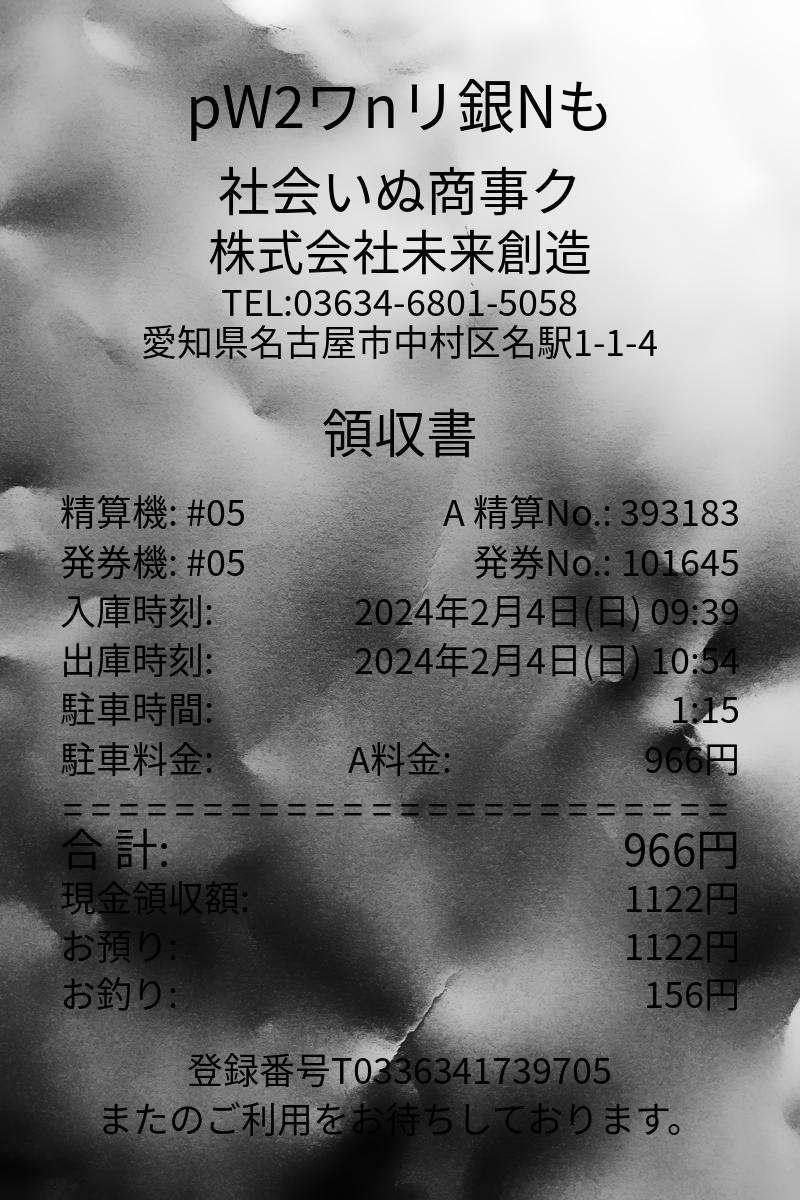 pW2ワnリ銀Nも
社会いぬ商事ク
株式会社未来創造
TEL:03634-6801-5058
愛知県名古屋市中村区名駅1-1-4
領収書
精算機: #05 A 精算No.: 393183
発券機: #05 発券No.: 101645
入庫時刻: 2024年2月4日(日) 09:39
出庫時刻: 2024年2月4日(日) 10:54
駐車時間: 1:15
駐車料金: A料金: 966円
========================
合 計: 966円
現金領収額: 1122円
お預り: 1122円
お釣り: 156円
登録番号T0336341739705
またのご利用をお待ちしております。